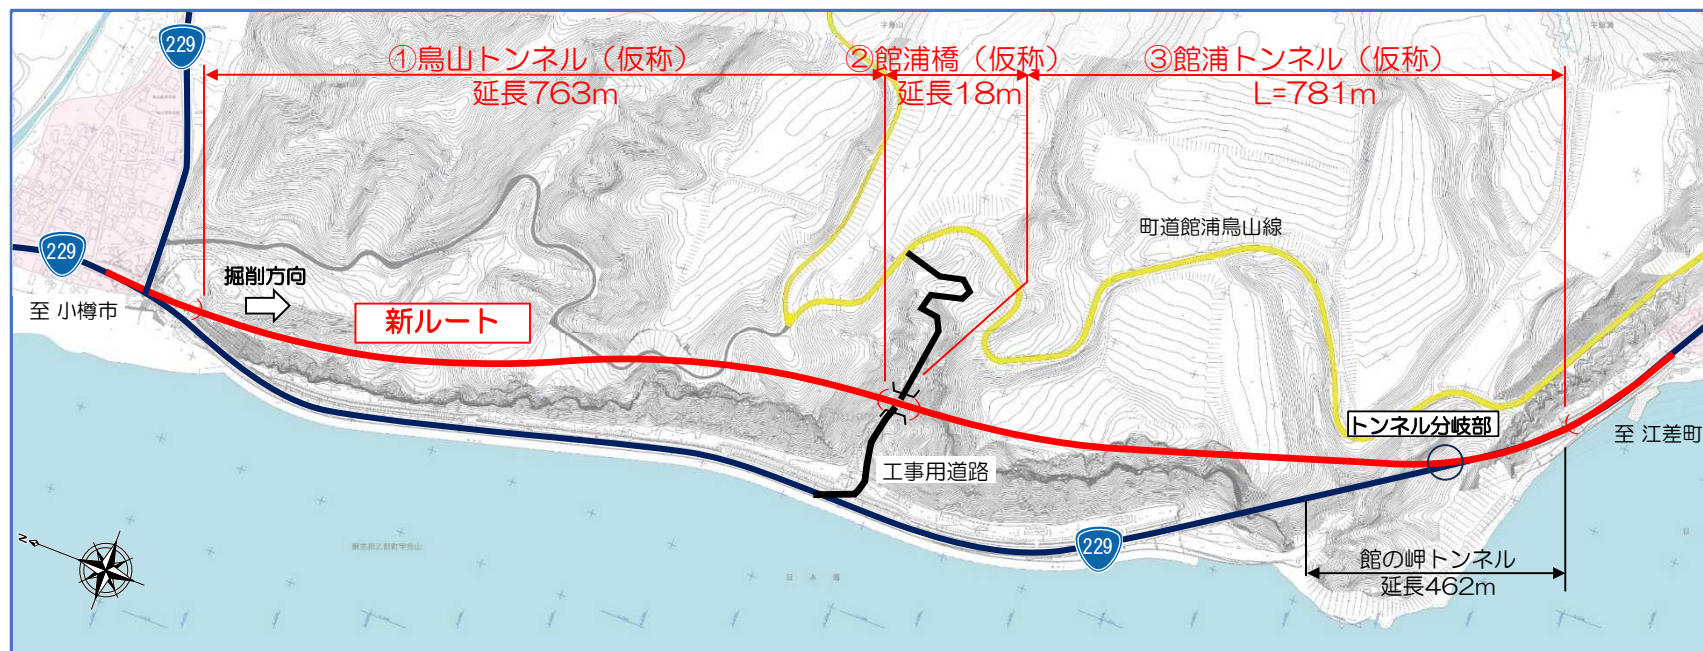 229
①鳥山トンネル（仮称）
延長763m
②館浦橋（仮称）
延長18m
③館浦トンネル（仮称）
L=781m
町道館浦鳥山線
229
掘削方向
至 小樽市
新ルート
トンネル分岐部
至 江差町
工事用道路
229
館の岬トンネル
延長462m
N
日本海